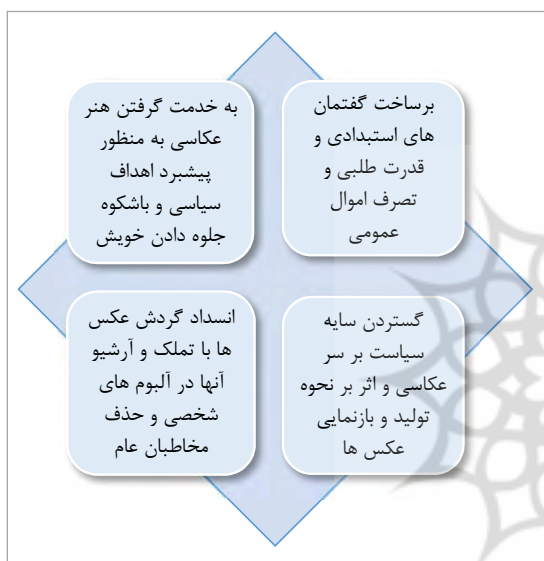 برساخت گفتمان
های استبدادی و
قدرت طلبی و
تصرف اموال
عمومی
به خدمت گرفتن هنر
عکاسی به منظور
پیشبرد اهداف
سیاسی و باشکوه
جلوه دادن خویش
گستردن سایه
سیاست بر سر
عکاسی و اثر بر نحوه
تولید و بازنمایی
عکس ها
انسداد گردش عکس
ها با تملک و آرشیو
آنها در آلبوم های
شخصی و حذف
مخاطبان عام